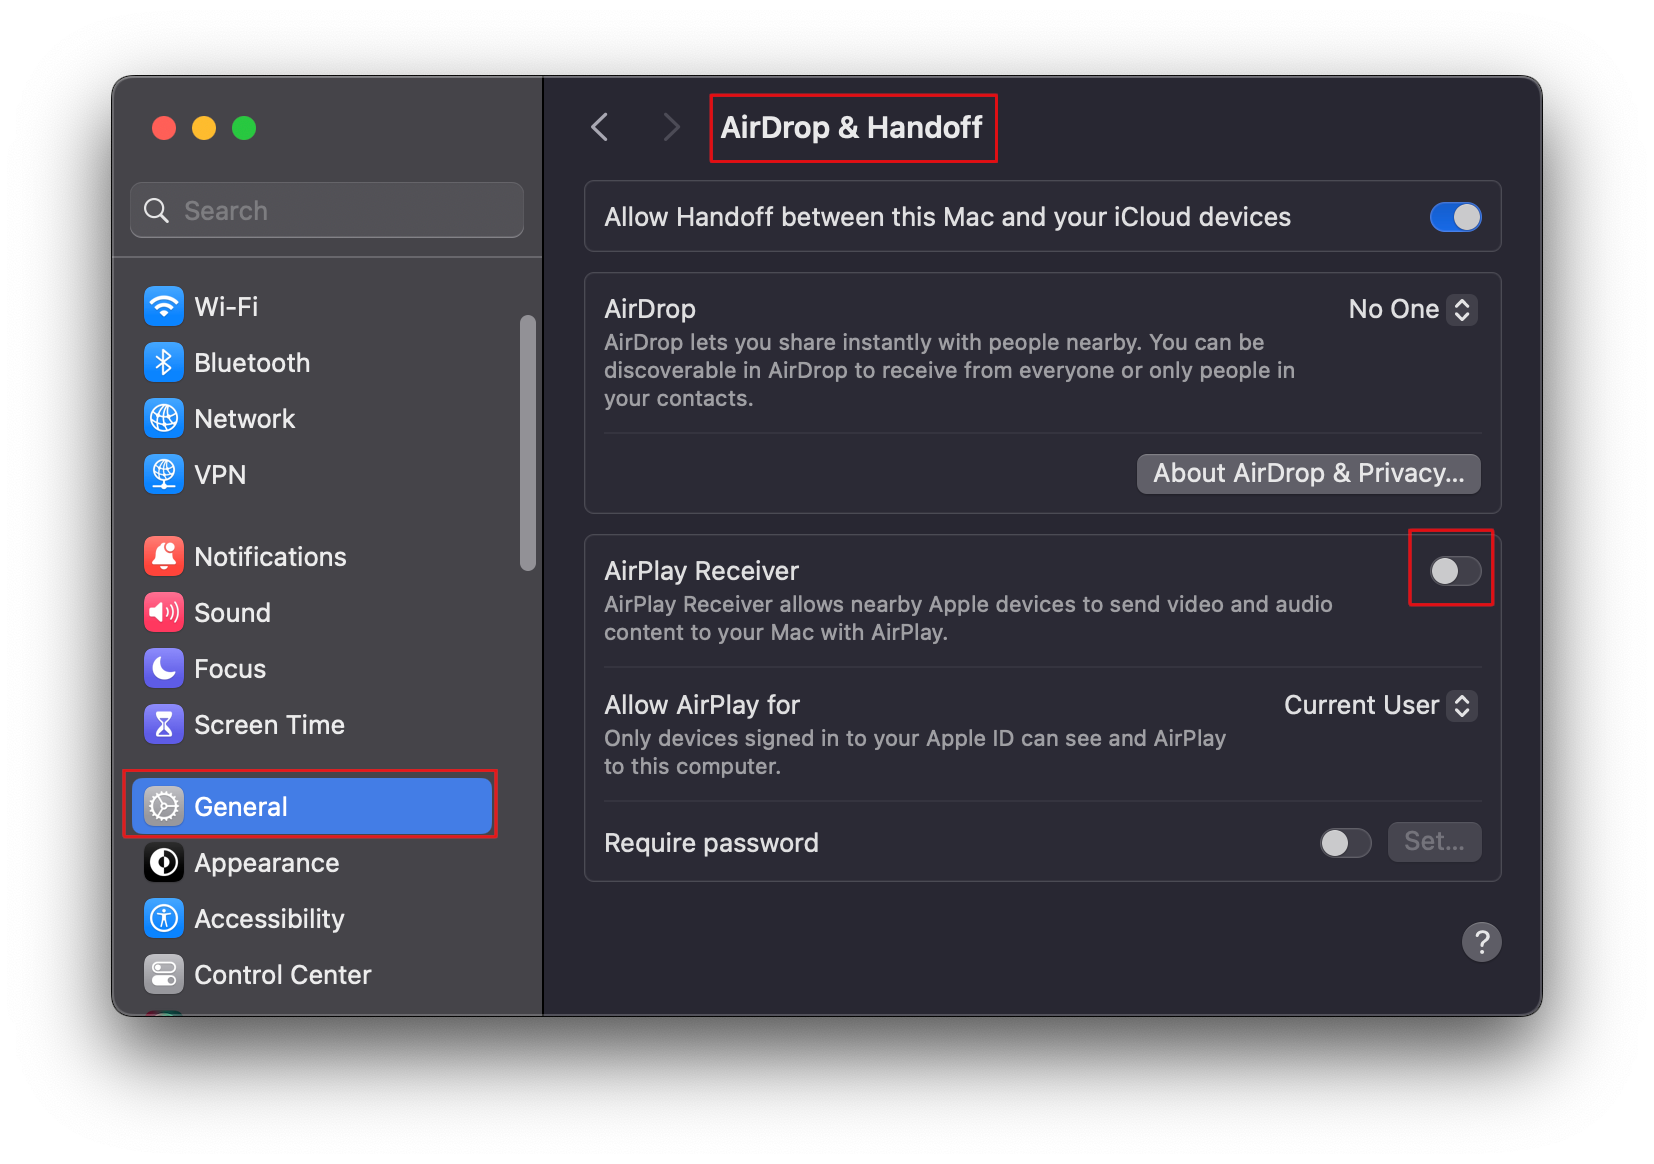 Search
Wi-Fi
Bluetooth
Network
VPN
Notifications
Sound
Focus
Screen Time
General
Appearance
Accessibility
Control Center
AirDrop & Handoff
Allow Handoff between this Mac and your iCloud devices
AirDrop
No One
AirDrop lets you share instantly with people nearby. You can be
discoverable in AirDrop to receive from everyone or only people in
your contacts.
About AirDrop & Privacy...
AirPlay Receiver
AirPlay Receiver allows nearby Apple devices to send video and audio
content to your Mac with AirPlay.
Allow AirPlay for
Current User
Only devices signed in to your Apple ID can see and AirPlay
to this computer.
Require password
Set...
?